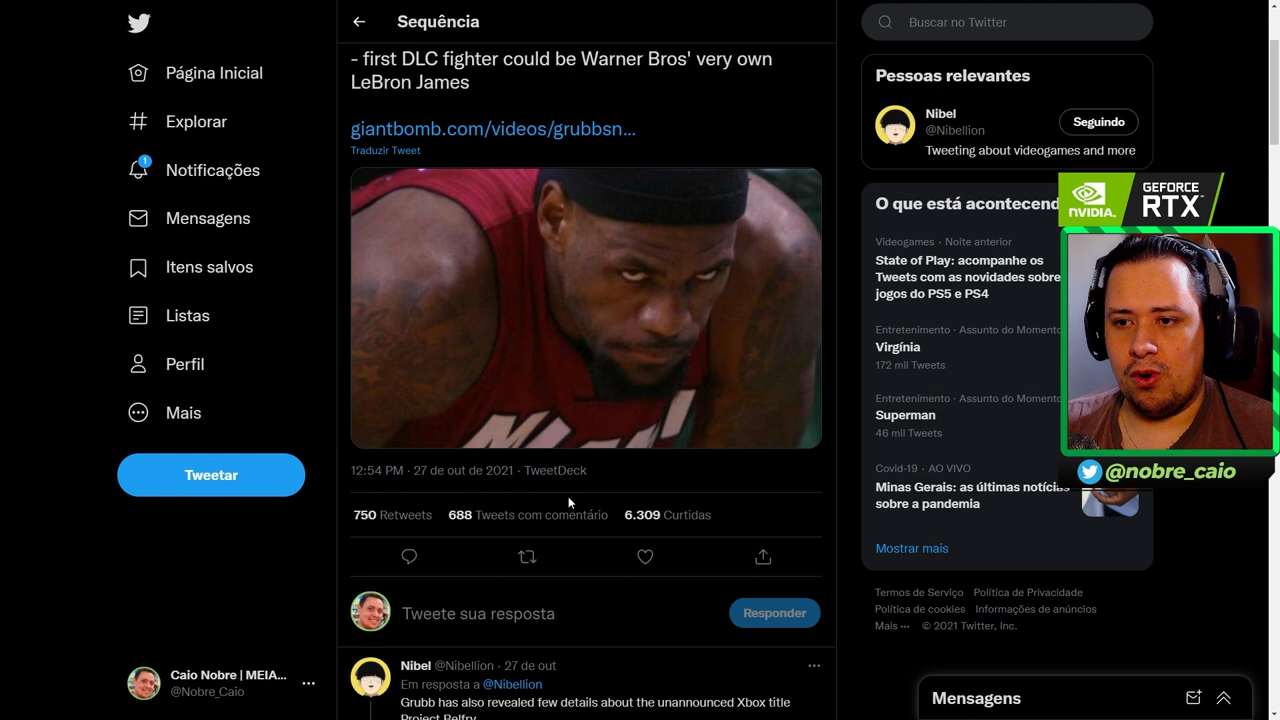 Sequência
- first DLC fighter could be Warner Bros' very own
LeBron James
giantbomb.com/videos/grubbsn...
Traduzir Tweet
12:54 PM · 27 de out de 2021 · TweetDeck
750 Retweets 688 Tweets com comentário 6.309 Curtidas
Tweete sua resposta
Responder
Nibel @Nibellion · 27 de out
Em resposta a @Nibellion
Grubb has also revealed few details about the unannounced Xbox title
Project Belfry
Página Inicial
Explorar
1
Notificações
Mensagens
Itens salvos
Listas
Perfil
Mais
Tweetar
Caio Nobre | MEIA...
@Nobre_Caio
Buscar no Twitter
Pessoas relevantes
Nibel
@Nibellion
Seguindo
Tweeting about videogames and more
O que está acontecend
Videogames · Noite anterior
State of Play: acompanhe os
Tweets com as novidades sobre
jogos do PS5 e PS4
Entretenimento · Assunto do Momento
Virgínia
172 mil Tweets
Entretenimento · Assunto do Momento
Superman
46 mil Tweets
Covid-19 · AO VIVO
Minas Gerais: as últimas notícias
sobre a pandemia
Mostrar mais
Termos de Serviço Política de Privacidade
Política de cookies Informações de anúncios
Mais ··· © 2021 Twitter, Inc.
Mensagens
NVIDIA.
GEFORCE
RTX
@nobre_caio